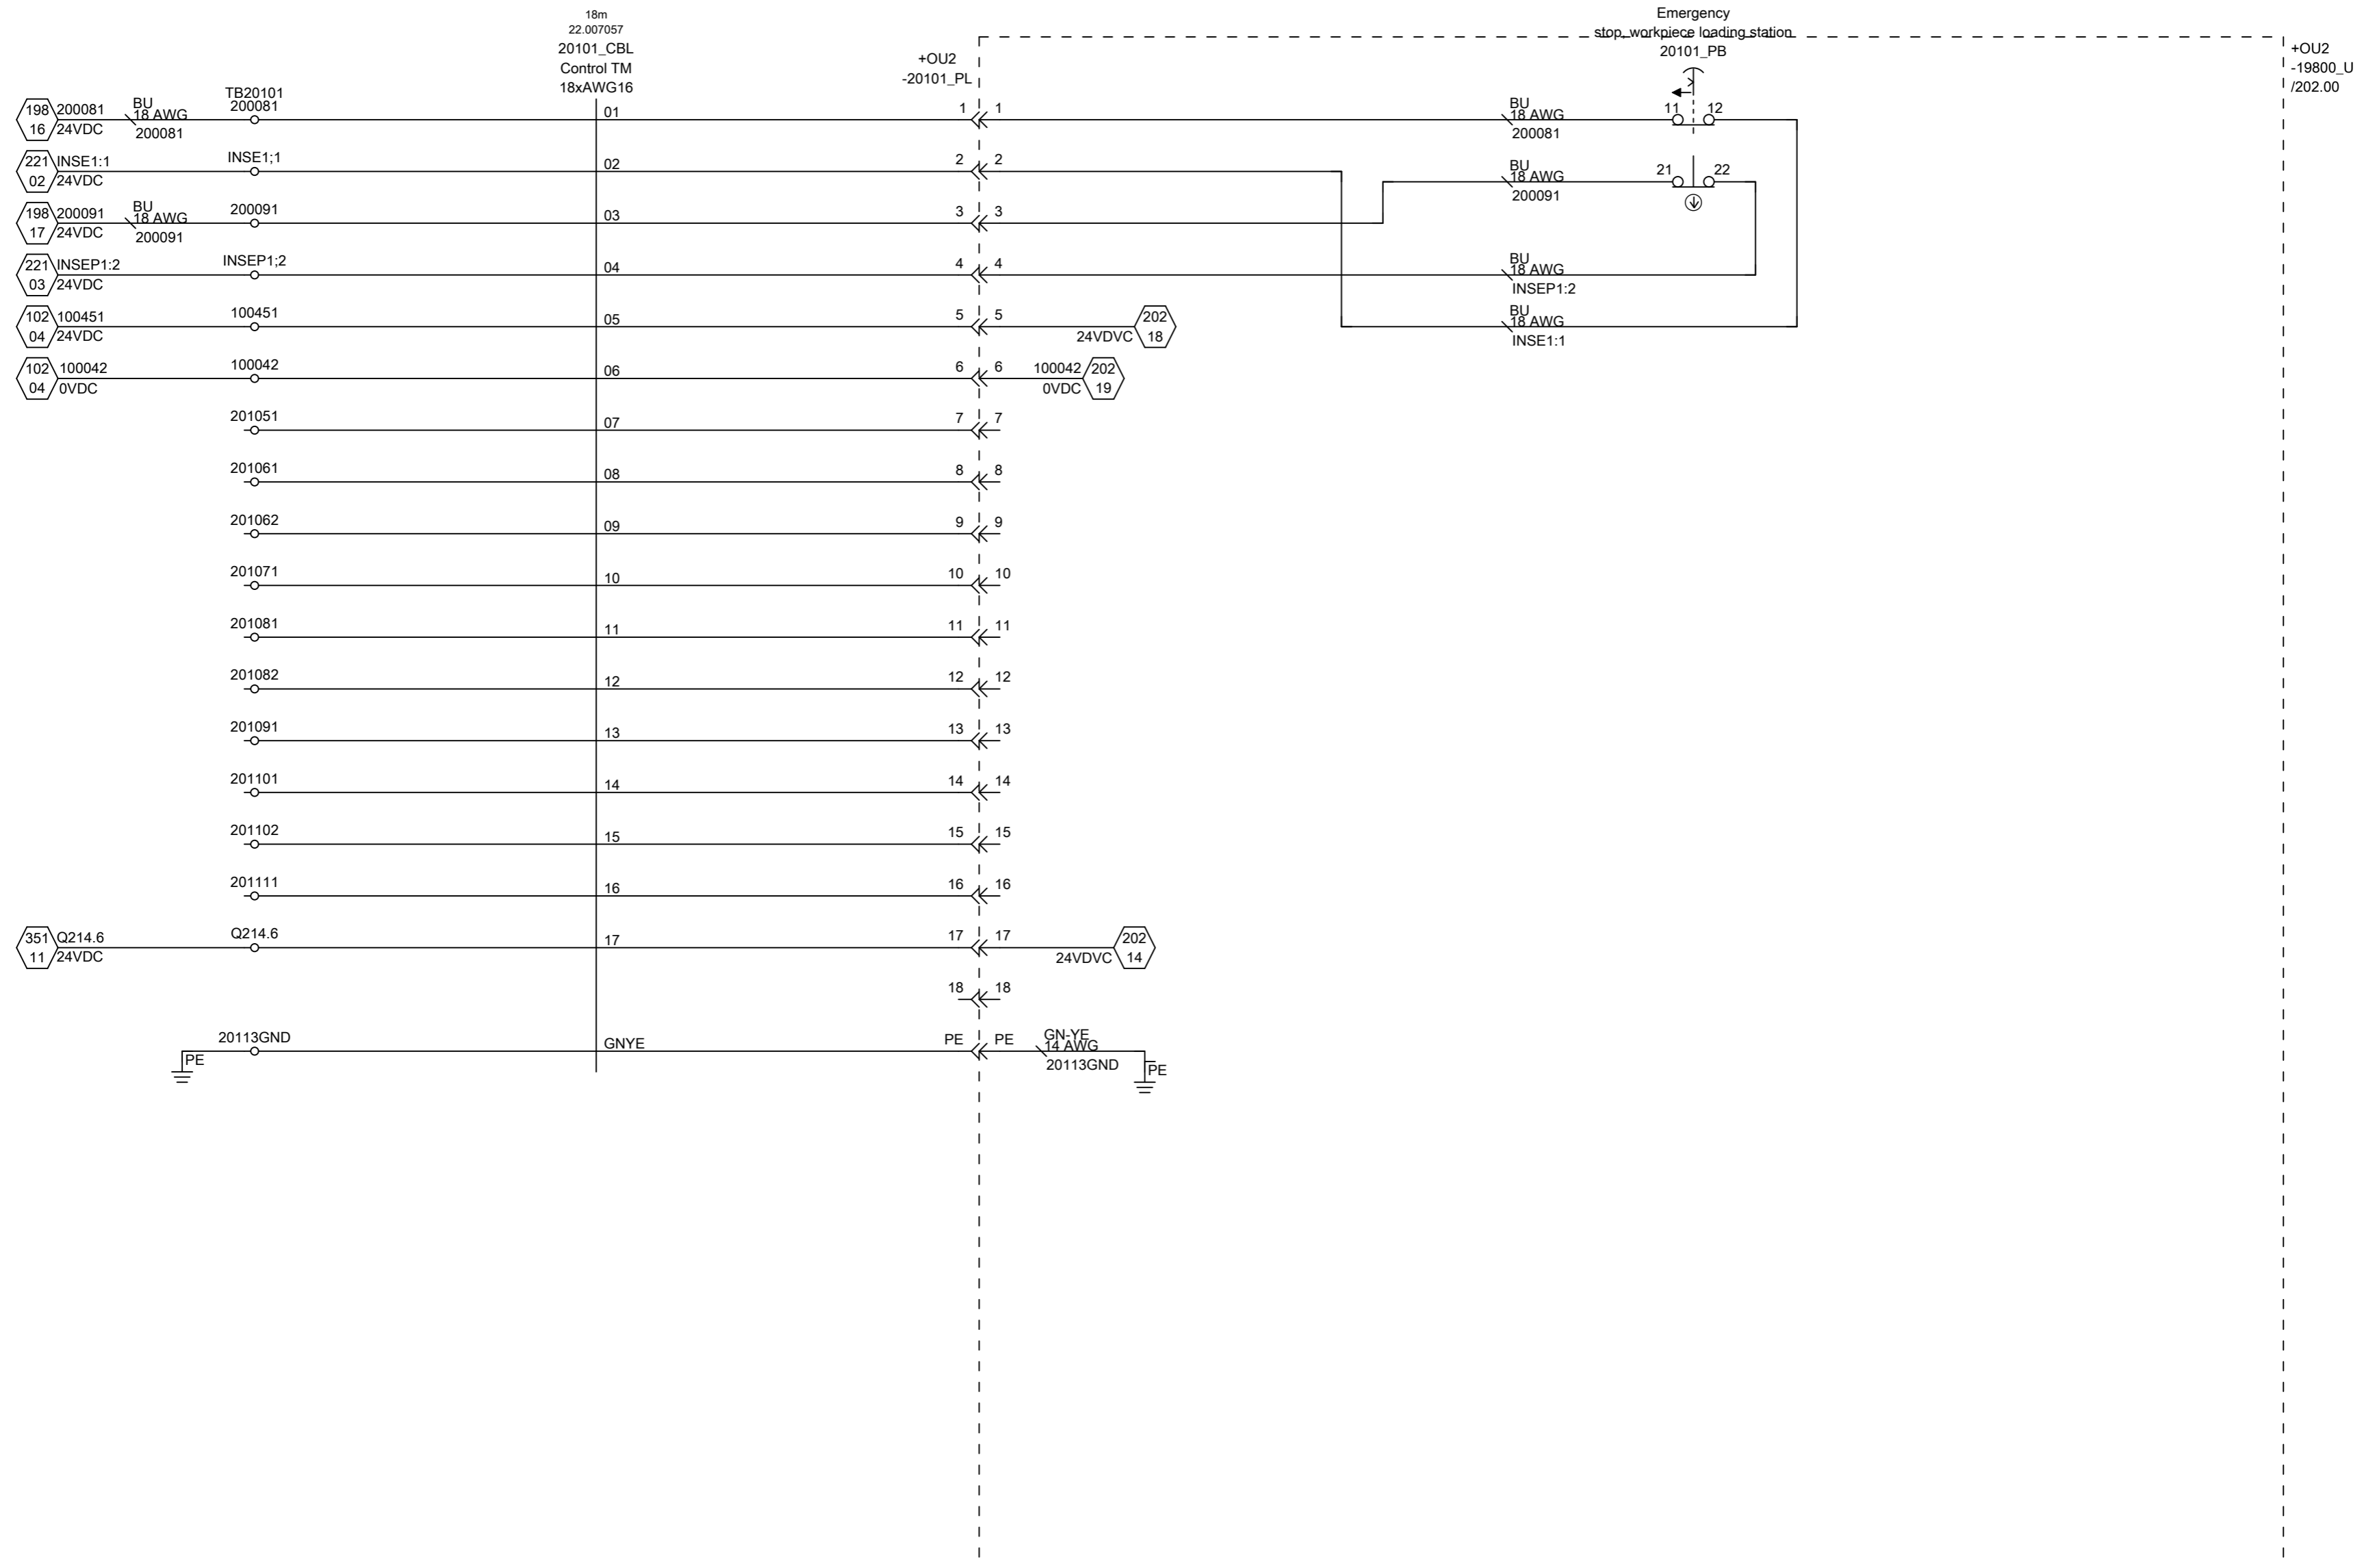 18m
22.007057
20101_CBL
Control TM
18xAWG16
+OU2
-20101_PL
Emergency
stop, workpiece loading station
20101_PB
+OU2
-19800_U
/202.00
TB20101
198
16
200081
24VDC
BU
18 AWG
200081
200081
01
1
1
BU
18 AWG
200081
11
12
221
02
INSE1:1
24VDC
INSE1;1
02
2
2
BU
18 AWG
200091
21
22
198
17
200091
24VDC
BU
18 AWG
200091
200091
03
3
3
221
03
INSEP1:2
24VDC
INSEP1;2
04
4
4
BU
18 AWG
INSEP1:2
102
04
100451
24VDC
100451
05
5
5
24VDVC
202
18
BU
18 AWG
INSE1:1
102
04
100042
0VDC
100042
06
6
6
100042
0VDC
202
19
201051
07
7
7
201061
08
8
8
201062
09
9
9
201071
10
10
10
201081
11
11
11
201082
12
12
12
201091
13
13
13
201101
14
14
14
201102
15
15
15
201111
16
16
16
351
11
Q214.6
24VDC
Q214.6
17
17
17
24VDVC
202
14
18
18
20113GND
PE
GNYE
PE
PE
GN-YE
14 AWG
20113GND
PE